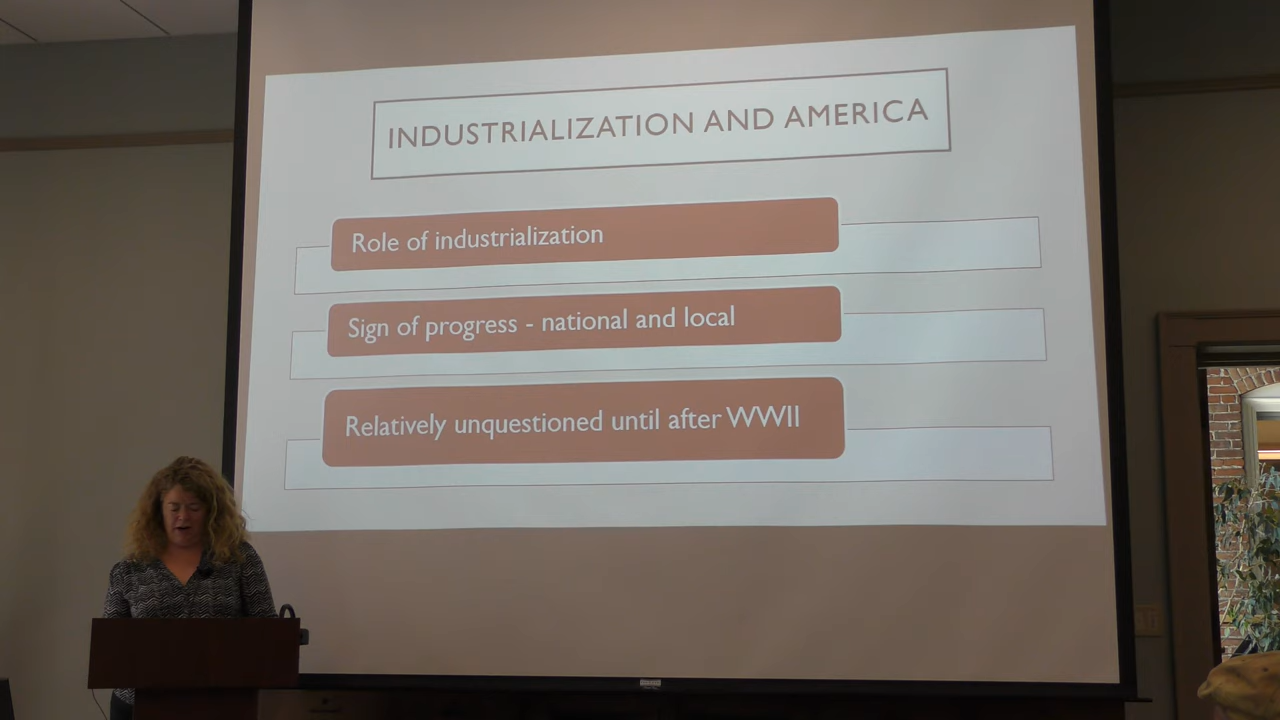 INDUSTRIALIZATION AND AMERICA
Role of industrialization
Sign of progress - national and local
Relatively unquestioned until after WWII